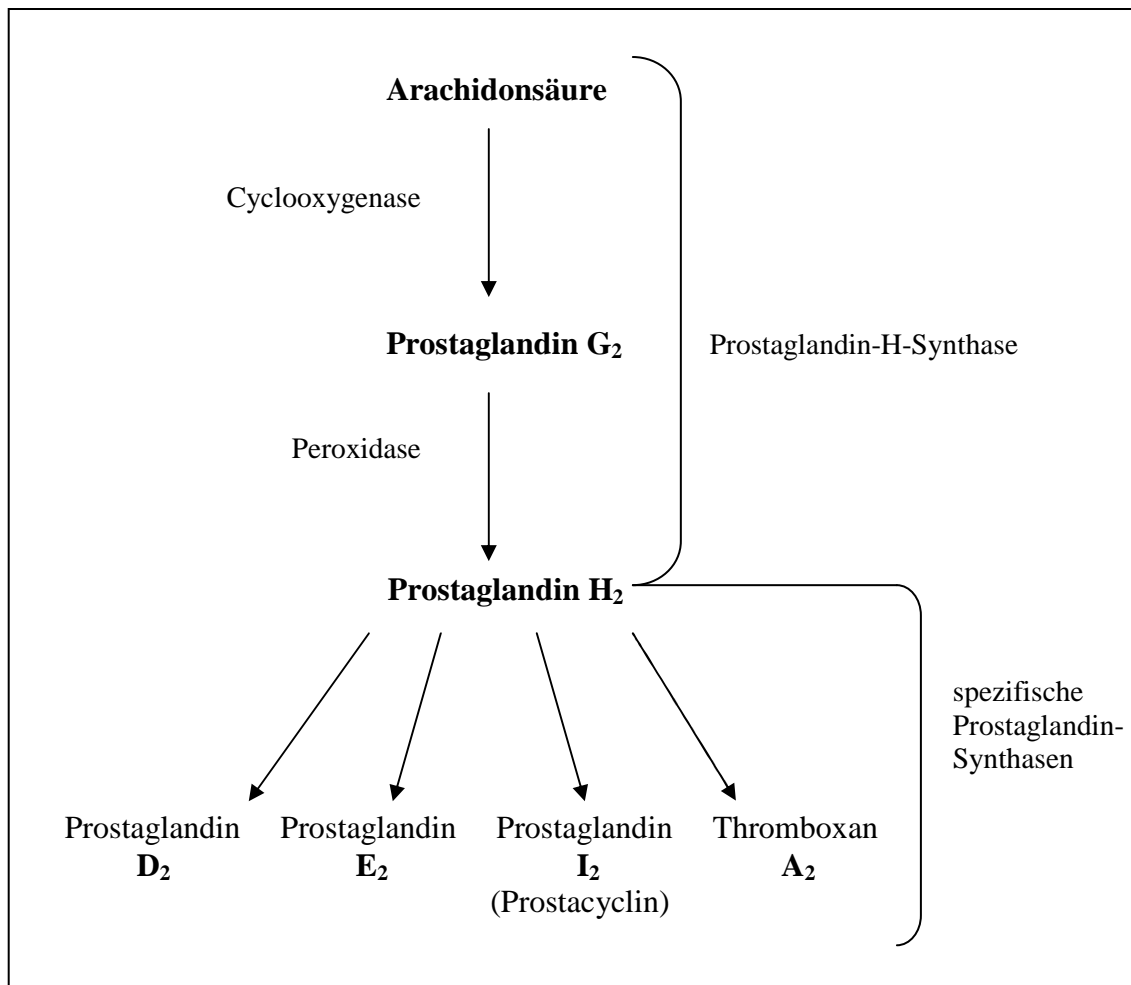 Arachidonsäure
Cyclooxygenase
Prostaglandin G₂
Prostaglandin-H-Synthase
Peroxidase
Prostaglandin H₂
spezifische
Prostaglandin-
Synthasen
Prostaglandin
D₂
Prostaglandin
E₂
Prostaglandin
I₂
(Prostacyclin)
Thromboxan
A₂